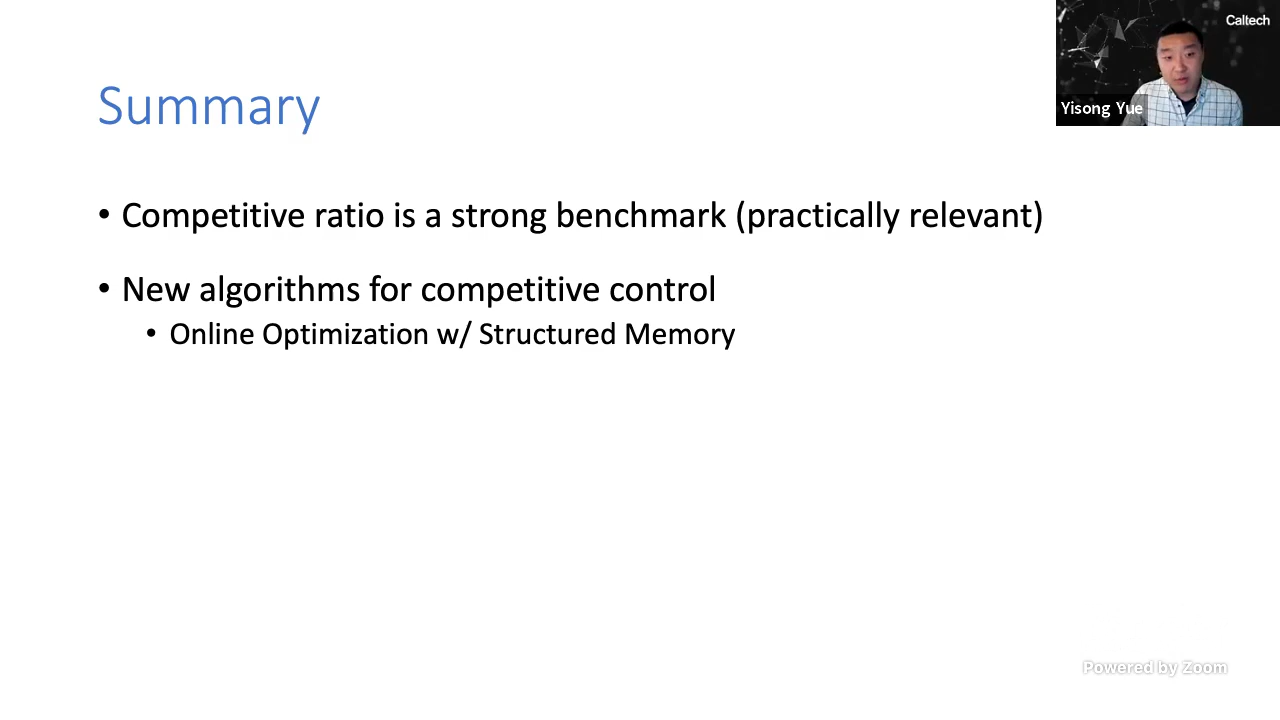 Caltech
Yisong Yue
Summary
• Competitive ratio is a strong benchmark (practically relevant)
• New algorithms for competitive control
• Online Optimization w/ Structured Memory
Powered by Zoom